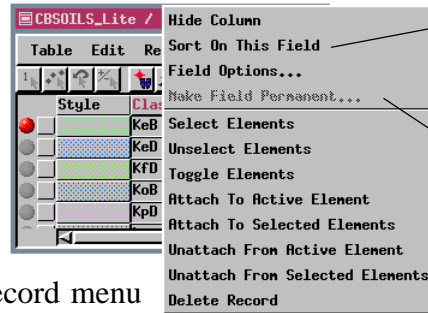 CBSOILS_Lite /
Table Edit Re
Style Clas
KeB
KeD
KfD
KoB
KpD
Hide Column
Sort On This Field
Field Options...
Make Field Permanent...
Select Elements
Unselect Elements
Toggle Elements
Attach To Active Element
Attach To Selected Elements
Unattach From Active Element
Unattach From Selected Elements
Delete Record
ecord menu